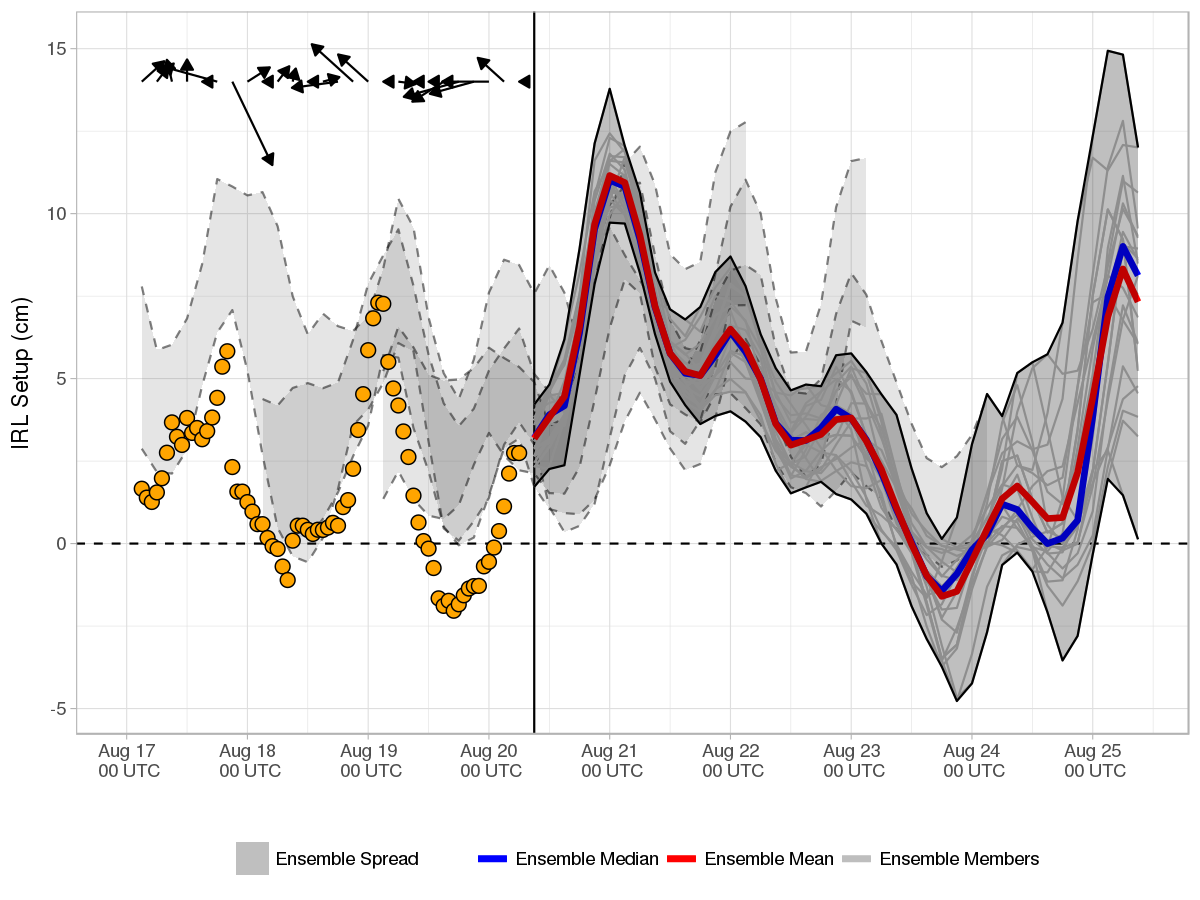 15
10
5
0
-5
IRL Setup (cm)
Aug 17 Aug 18 Aug 19 Aug 20 Aug 21 Aug 22 Aug 23 Aug 24 Aug 25
00 UTC 00 UTC 00 UTC 00 UTC 00 UTC 00 UTC 00 UTC 00 UTC 00 UTC
Ensemble Spread Ensemble Median Ensemble Mean Ensemble Members